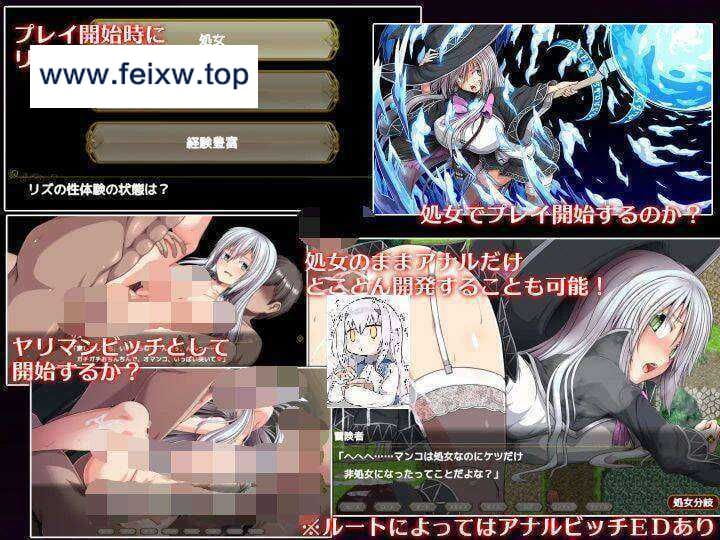 プレイ開始時に
リ
www.feixw.top
処女
経験豊富
リズの性体験の状態は？
処女でプレイ開始するのか？
処女のままアナルだけ
とことん開発することも可能！
ヤリマンビッチとして
開始するか？
冒険者
「へへへ……マンコは処女なのにケツだけ
非処女になったってことだよな？」
処女分岐
※ルートによってはアナルビッチEDあり